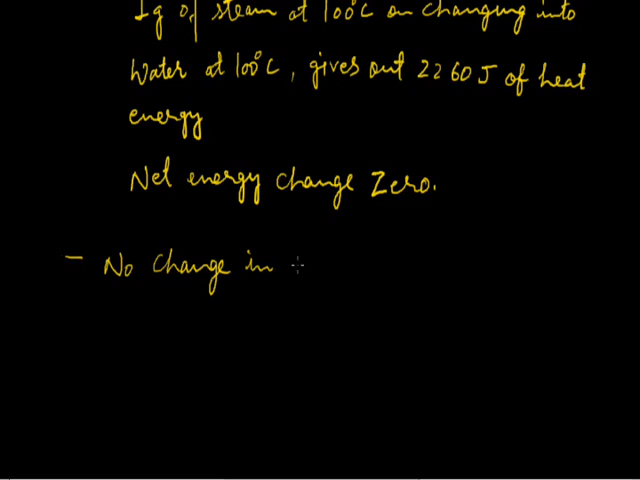 1g of steam at 100°C on changing into
Water at 100°C, gives out 2260J of heat
energy
Net energy change Zero.
- No change in